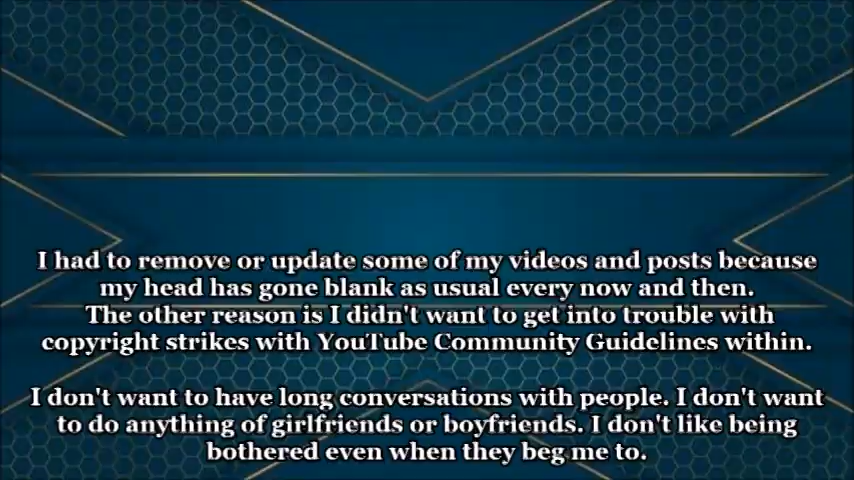 I had to remove or update some of my videos and posts because
my head has gone blank as usual every now and then.
The other reason is I didn't want to get into trouble with
copyright strikes with YouTube Community Guidelines within.
I don't want to have long conversations with people. I don't want
to do anything of girlfriends or boyfriends. I don't like being
bothered even when they beg me to.